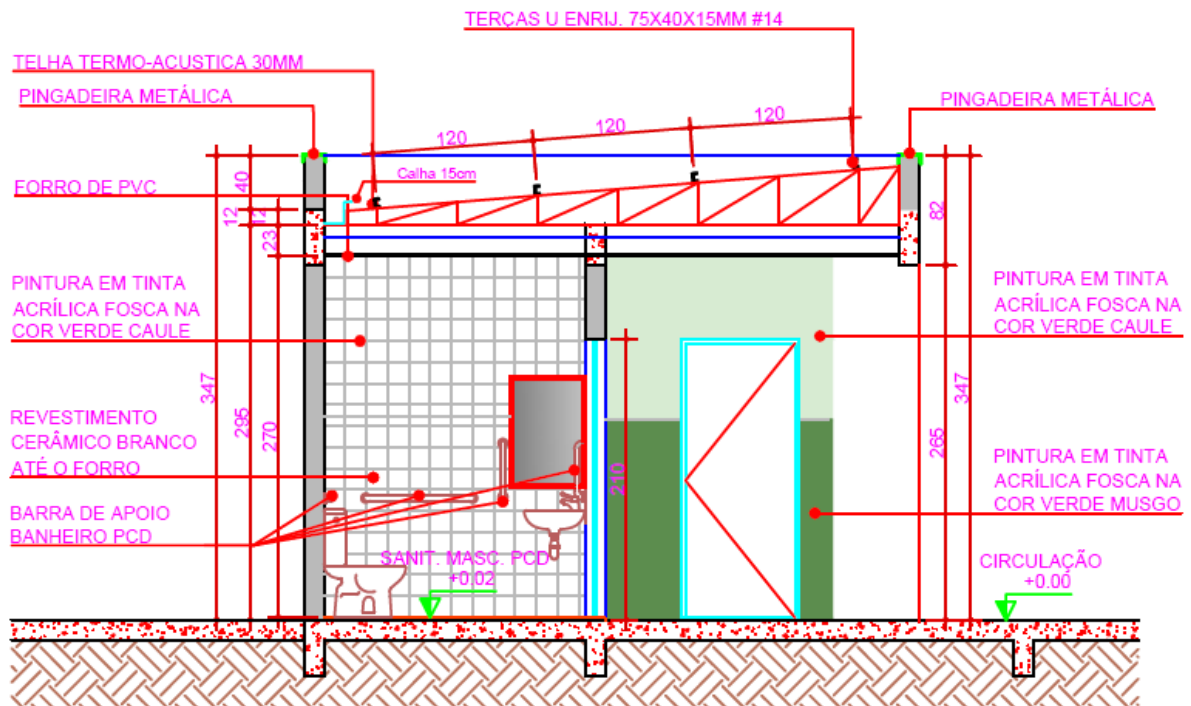 TERÇAS U ENRIJ. 75X40X15MM #14
TELHA TERMO-ACUSTICA 30MM
PINGADEIRA METÁLICA
PINGADEIRA METÁLICA
120
120
120
Calha 15cm
FORRO DE PVC
40
12
12
23
82
PINTURA EM TINTA
ACRÍLICA FOSCA NA
COR VERDE CAULE
PINTURA EM TINTA
ACRÍLICA FOSCA NA
COR VERDE CAULE
347
295
270
210
265
347
REVESTIMENTO
CERÂMICO BRANCO
ATÉ O FORRO
PINTURA EM TINTA
ACRÍLICA FOSCA NA
COR VERDE MUSGO
BARRA DE APOIO
BANHEIRO PCD
SANIT. MASC. PCD
+0.02
CIRCULAÇÃO
+0.00